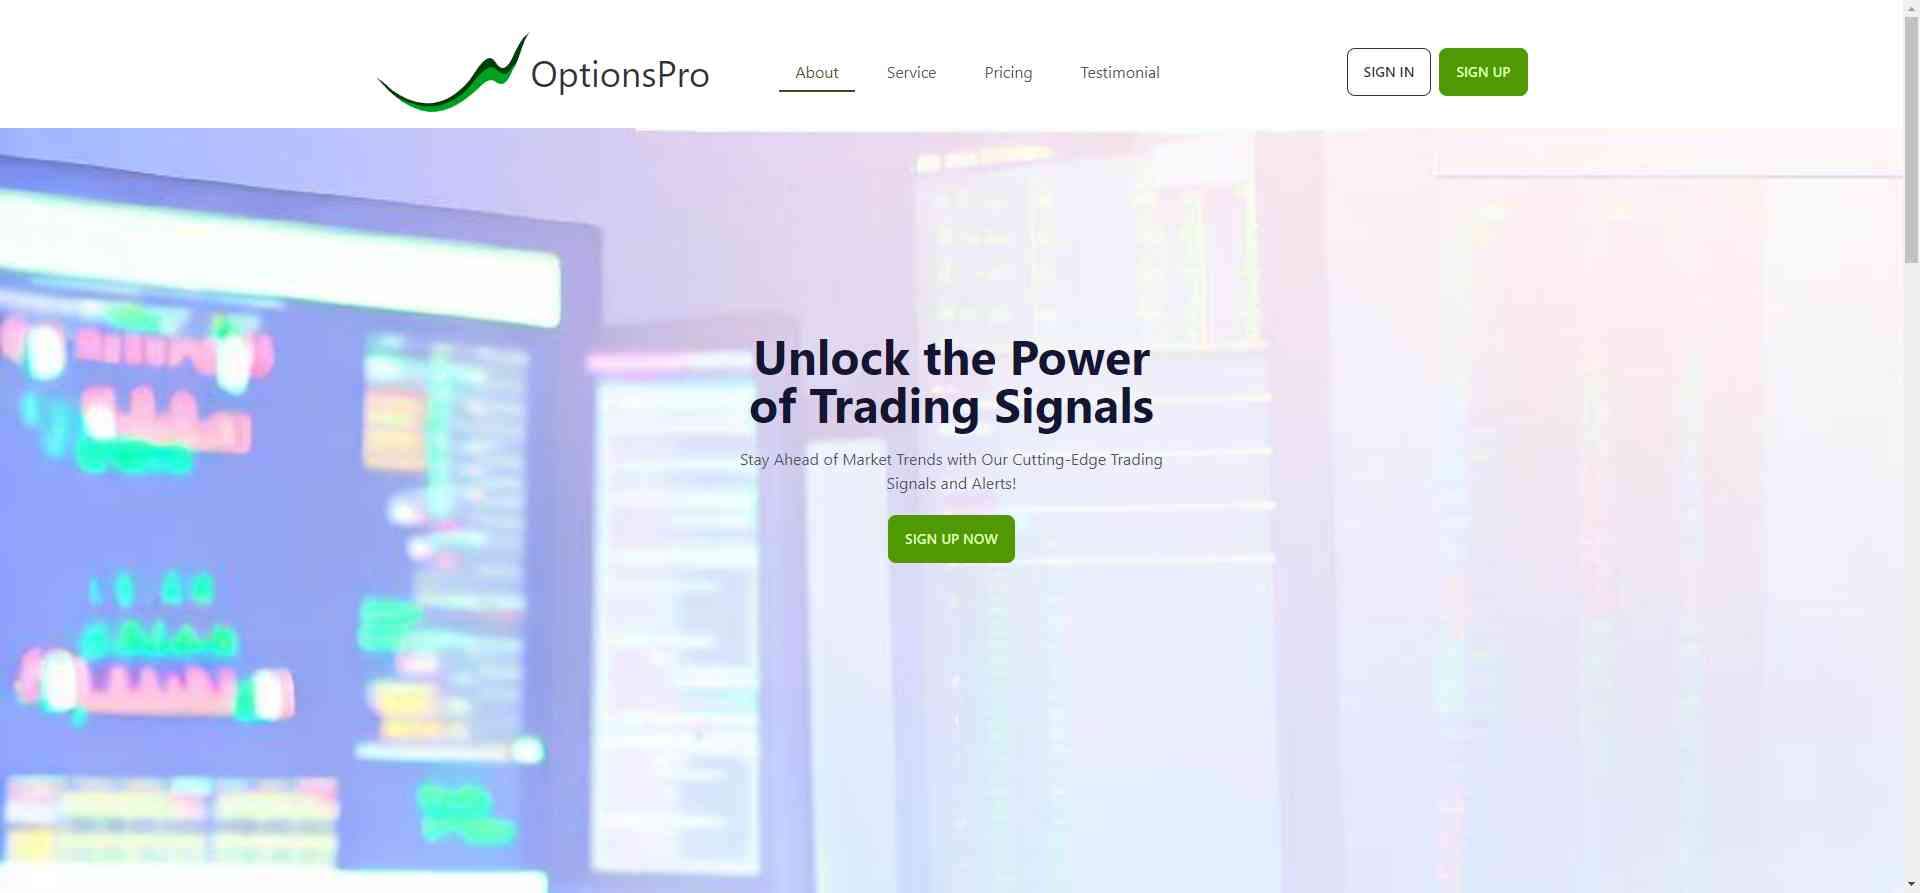 OptionsPro
About
Service
Pricing
Testimonial
SIGN IN
SIGN UP
Unlock the Power
of Trading Signals
Stay Ahead of Market Trends with Our Cutting-Edge Trading
Signals and Alerts!
SIGN UP NOW